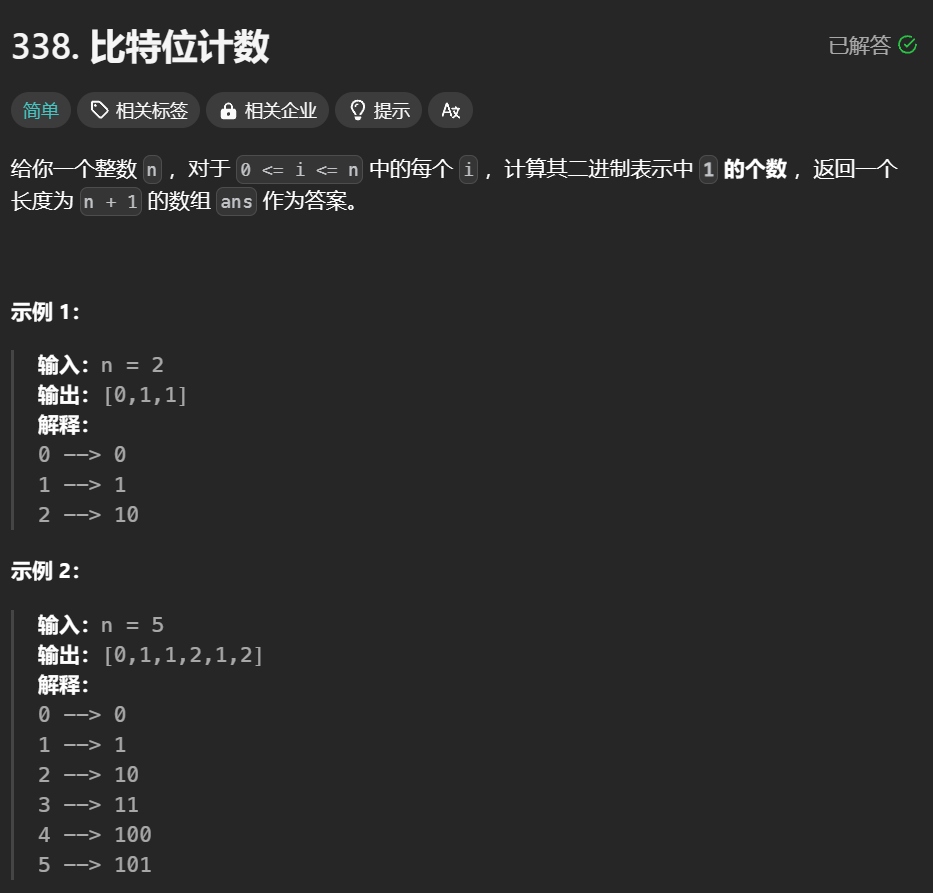 338. 比特位计数
已解答
简单 相关标签 相关企业 提示 Aあ
给你一个整数 n ，对于 0 <= i <= n 中的每个 i ，计算其二进制表示中 1 的个数 ，返回一个
长度为 n + 1 的数组 ans 作为答案。
示例 1：
输入：n = 2
输出：[0,1,1]
解释：
0 --> 0
1 --> 1
2 --> 10
示例 2：
输入：n = 5
输出：[0,1,1,2,1,2]
解释：
0 --> 0
1 --> 1
2 --> 10
3 --> 11
4 --> 100
5 --> 101